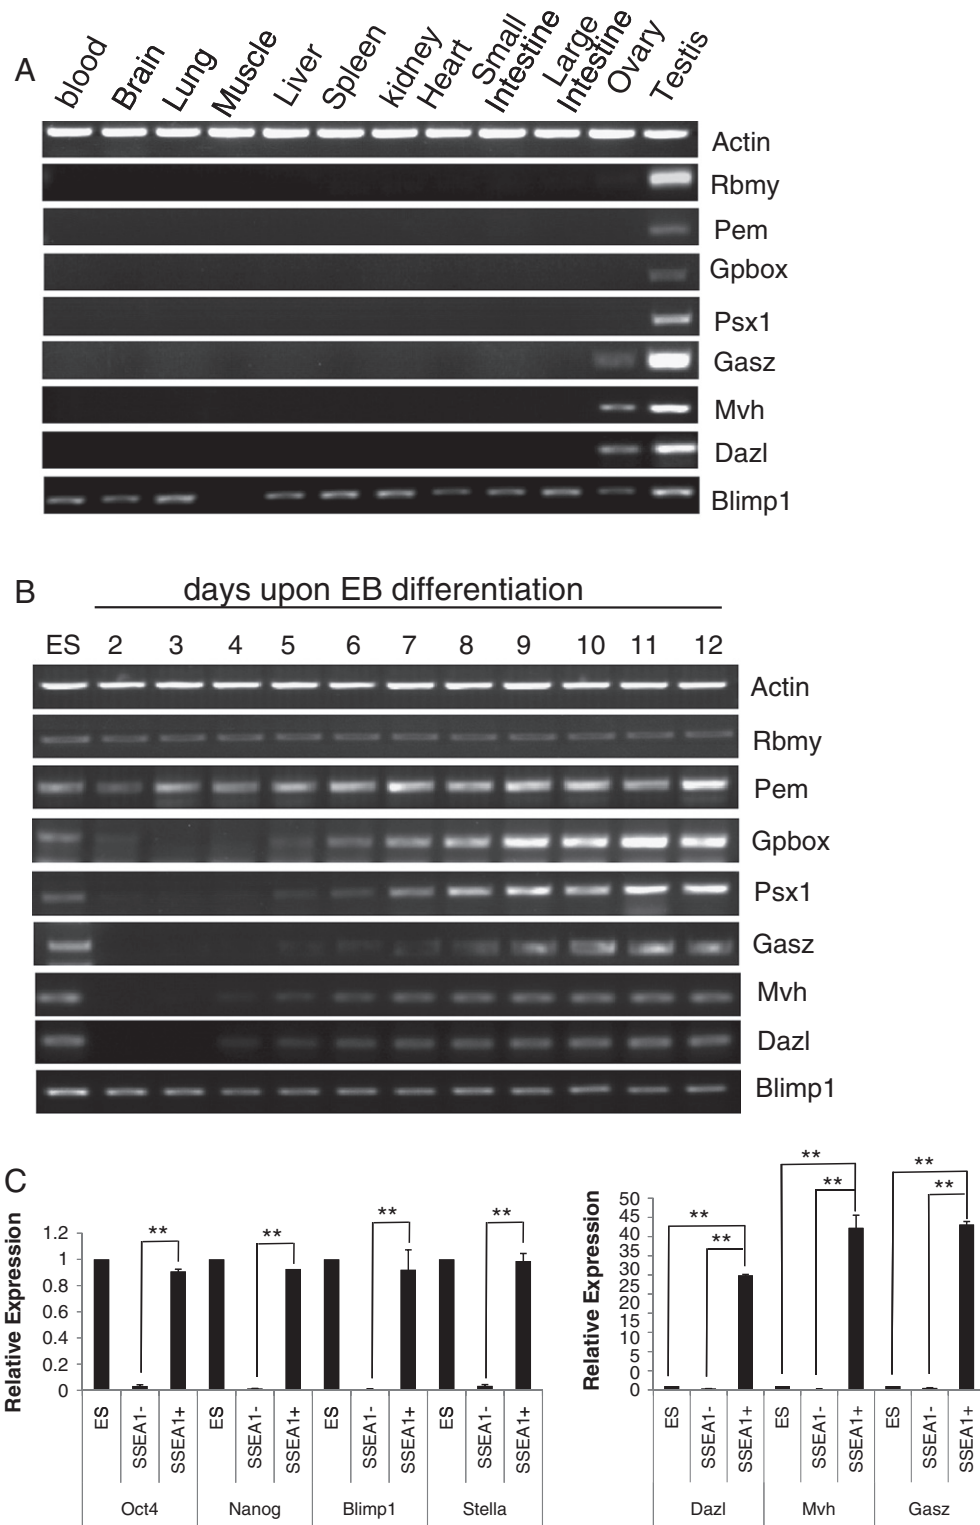 A
blood Brain Lung Muscle Liver Spleen kidney Heart Small Intestine Large Intestine Ovary Testis
Actin
Rbmy
Pem
Gpbox
Psx1
Gasz
Mvh
Dazl
Blimp1
B
days upon EB differentiation
ES 2 3 4 5 6 7 8 9 10 11 12
Actin
Rbmy
Pem
Gpbox
Psx1
Gasz
Mvh
Dazl
Blimp1
C
Relative Expression
1.2
1
0.8
0.6
0.4
0.2
0
** ** ** **
ES SSEA1- SSEA1+ ES SSEA1- SSEA1+ ES SSEA1- SSEA1+ ES SSEA1- SSEA1+
Oct4 Nanog Blimp1 Stella
Relative Expression
50
45
40
35
30
25
20
15
10
5
0
** ** **
** ** **
ES SSEA1- SSEA1+ ES SSEA1- SSEA1+ ES SSEA1- SSEA1+
Dazl Mvh Gasz